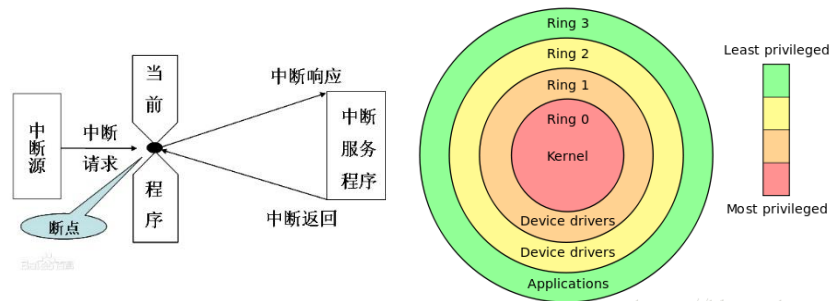 当前
中断响应
中断源
中断
请求
中断服务程序
程序
断点
中断返回
Ring 3
Ring 2
Ring 1
Ring 0
Kernel
Device drivers
Device drivers
Applications
Least privileged
Most privileged